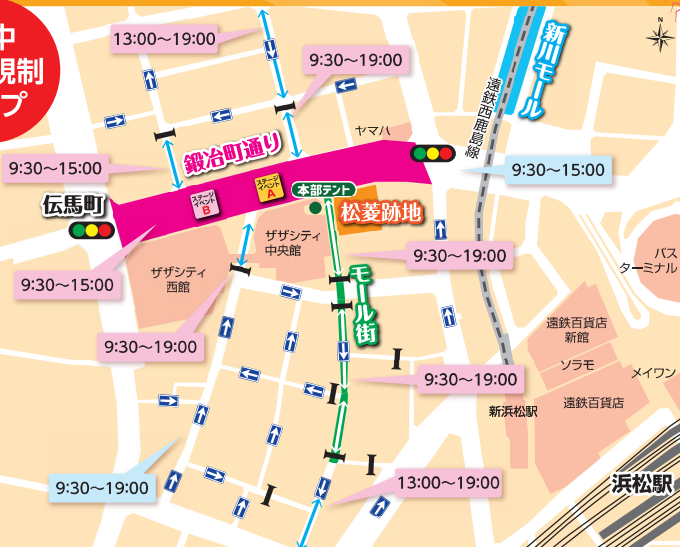 中
規制
プ
N
13:00～19:00
9:30～19:00
新川モール
遠鉄西鹿島線
ヤマハ
鍛冶町通り
9:30～15:00
9:30～15:00
伝馬町
ステージ
イベント
B
ステージ
イベント
A
本部テント
松菱跡地
ザザシティ
中央館
ザザシティ
西館
9:30～15:00
9:30～19:00
バス
ターミナル
モール街
9:30～19:00
遠鉄百貨店
新館
ソラモ
メイワン
9:30～19:00
新浜松駅
遠鉄百貨店
9:30～19:00
13:00～19:00
浜松駅